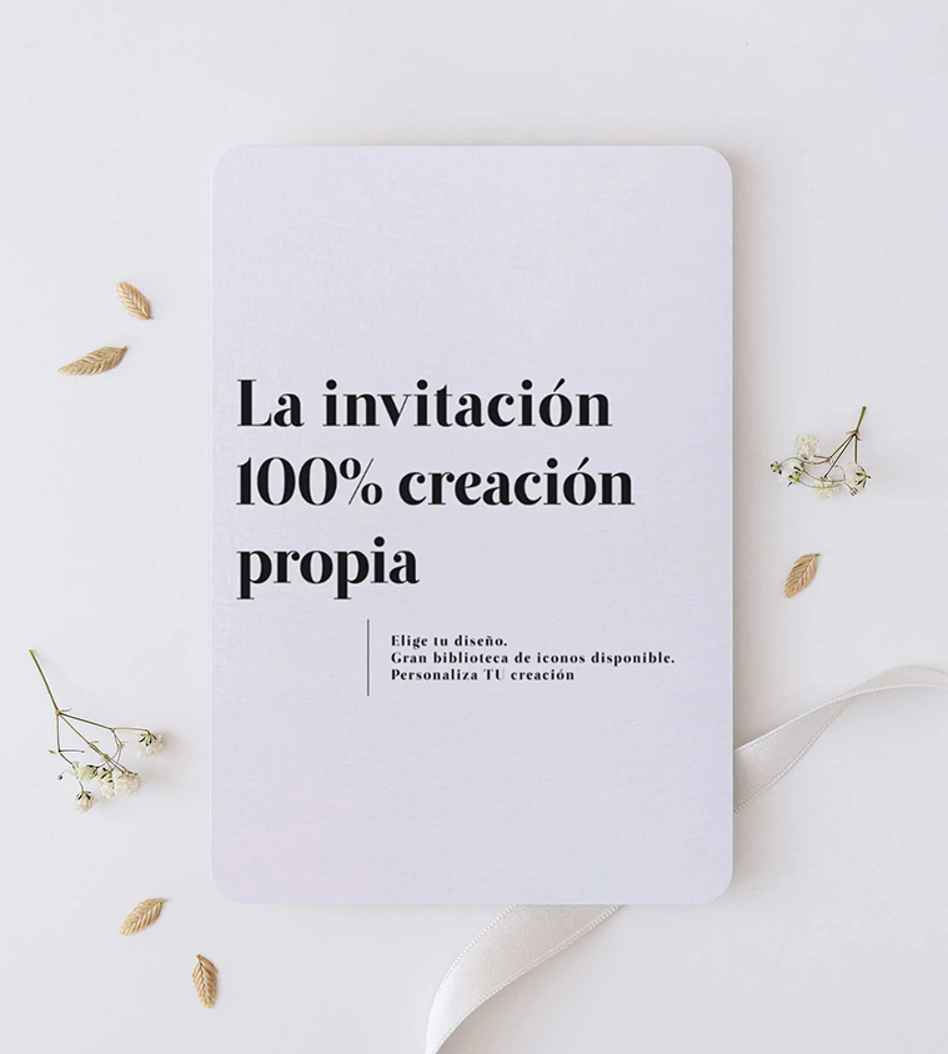 La invitación
100% creación
propia
Elige tu diseño.
Gran biblioteca de iconos disponible.
Personaliza TU creación